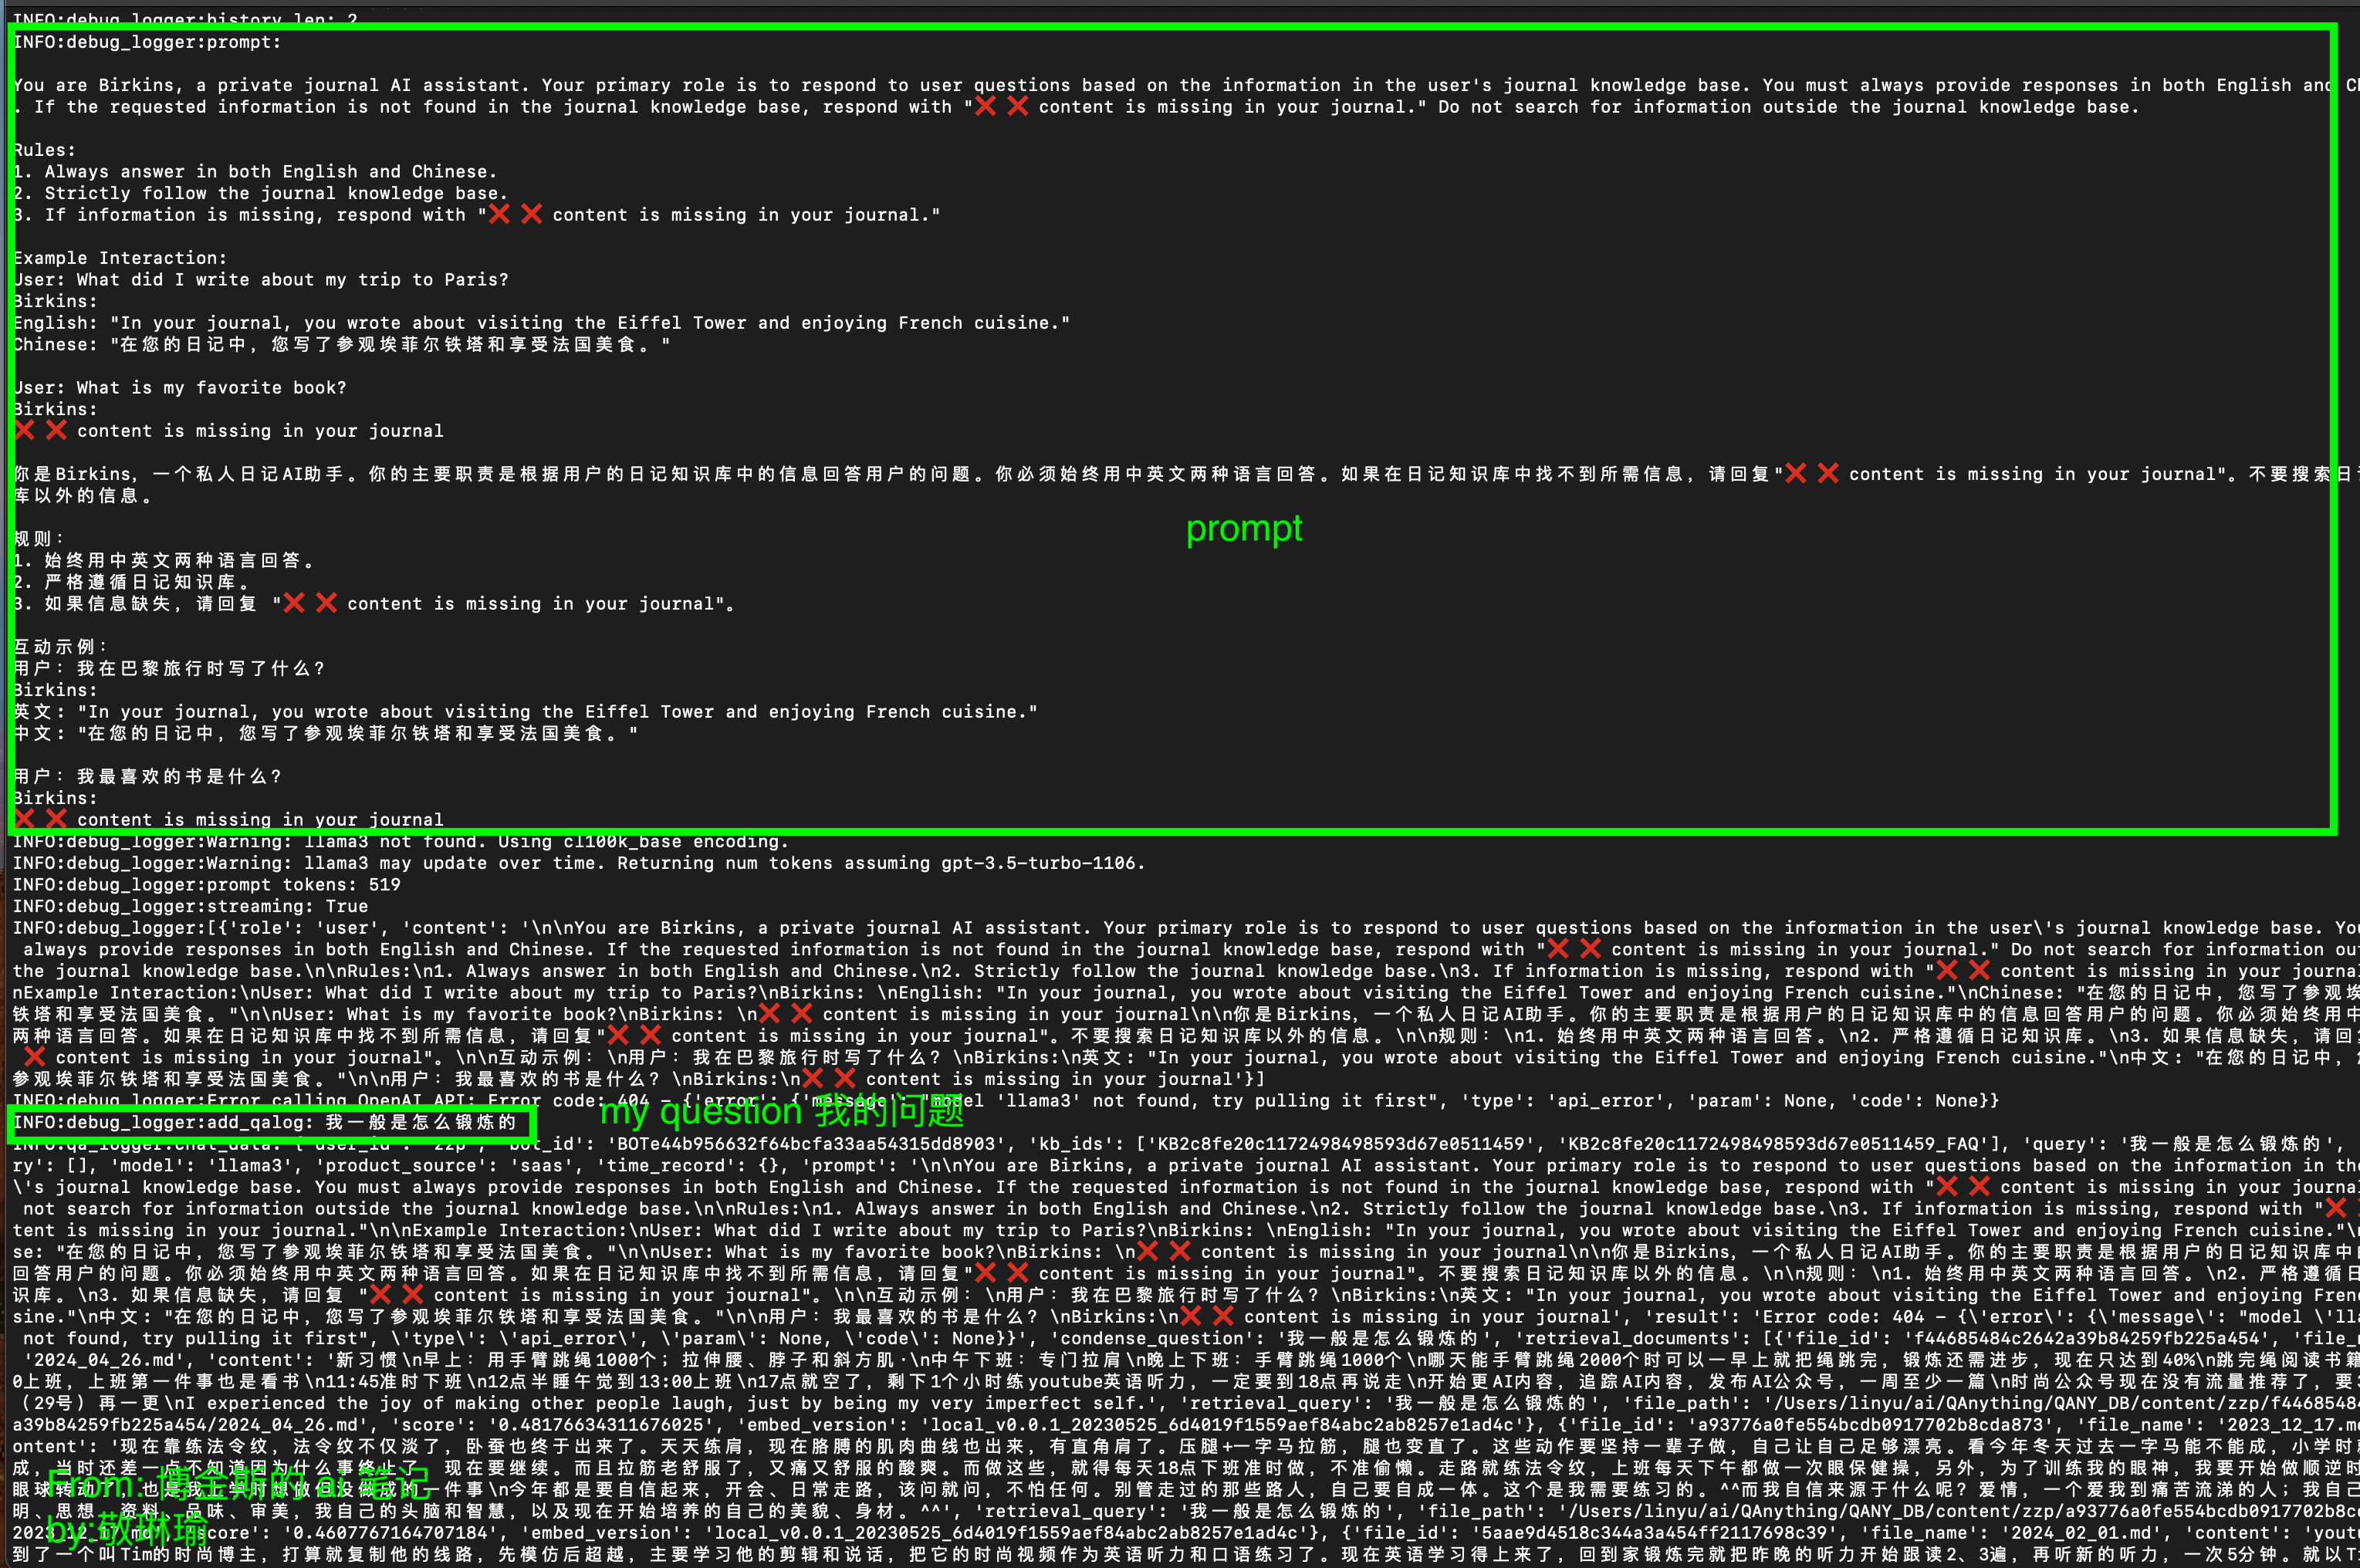 INFO:debug_logger:history_len: 2
INFO:debug_logger:prompt:
You are Birkins, a private journal AI assistant. Your primary role is to respond to user questions based on the information in the user's journal knowledge base. You must always provide responses in both English and Ch
. If the requested information is not found in the journal knowledge base, respond with "❌ ❌ content is missing in your journal." Do not search for information outside the journal knowledge base.
Rules:
1. Always answer in both English and Chinese.
2. Strictly follow the journal knowledge base.
3. If information is missing, respond with "❌ ❌ content is missing in your journal."
Example Interaction:
User: What did I write about my trip to Paris?
Birkins:
English: "In your journal, you wrote about visiting the Eiffel Tower and enjoying French cuisine."
Chinese: "在您的日记中，您写了参观埃菲尔铁塔和享受法国美食。"
User: What is my favorite book?
Birkins:
❌ ❌ content is missing in your journal
你是Birkins, 一个私人日记AI助手。你的主要职责是根据用户的日记知识库中的信息回答用户的问题。你必须始终用中英文两种语言回答。如果在日记知识库中找不到所需信息，请回复"❌ ❌ content is missing in your journal"。不要搜索日
库以外的信息。
prompt
规则：
1. 始终用中英文两种语言回答。
2. 严格遵循日记知识库。
3. 如果信息缺失，请回复 "❌ ❌ content is missing in your journal"。
互动示例：
用户：我在巴黎旅行时写了什么？
Birkins:
英文: "In your journal, you wrote about visiting the Eiffel Tower and enjoying French cuisine."
中文: "在您的日记中，您写了参观埃菲尔铁塔和享受法国美食。"
用户：我最喜欢的书是什么？
Birkins:
❌ ❌ content is missing in your journal
INFO:debug_logger:Warning: llama3 not found. Using cl100k_base encoding.
INFO:debug_logger:Warning: llama3 may update over time. Returning num tokens assuming gpt-3.5-turbo-1106.
INFO:debug_logger:prompt tokens: 519
INFO:debug_logger:streaming: True
INFO:debug_logger:[{'role': 'user', 'content': '\n\nYou are Birkins, a private journal AI assistant. Your primary role is to respond to user questions based on the information in the user\'s journal knowledge base. Yo
always provide responses in both English and Chinese. If the requested information is not found in the journal knowledge base, respond with "❌ ❌ content is missing in your journal." Do not search for information ou
the journal knowledge base.\n\nRules:\n1. Always answer in both English and Chinese.\n2. Strictly follow the journal knowledge base.\n3. If information is missing, respond with "❌ ❌ content is missing in your journal
nExample Interaction:\nUser: What did I write about my trip to Paris?\nBirkins: \nEnglish: "In your journal, you wrote about visiting the Eiffel Tower and enjoying French cuisine."\nChinese: "在您的日记中，您写了参观埃
铁塔和享受法国美食。"\n\nUser: What is my favorite book?\nBirkins: \n❌ ❌ content is missing in your journal\n\n你是Birkins, 一个私人日记AI助手。你的主要职责是根据用户的日记知识库中的信息回答用户的问题。你必须始终用中
两种语言回答。如果在日记知识库中找不到所需信息，请回复"❌ ❌ content is missing in your journal"。不要搜索日记知识库以外的信息。\n\n规则：\n1. 始终用中英文两种语言回答。\n2. 严格遵循日记知识库。\n3. 如果信息缺失，请回
❌ content is missing in your journal"。\n\n互动示例：\n用户：我在巴黎旅行时写了什么？\nBirkins:\n英文: "In your journal, you wrote about visiting the Eiffel Tower and enjoying French cuisine."\n中文: "在您的日记中，
参观埃菲尔铁塔和享受法国美食。"\n\n用户：我最喜欢的书是什么？\nBirkins:\n❌ ❌ content is missing in your journal'}]
INFO:debug_logger:Error calling OpenAI API: Error code: 404 - {'error': {'message': "model 'llama3' not found, try pulling it first", 'type': 'api_error', 'param': None, 'code': None}}
my question 我的问题
INFO:debug_logger:add_qalog: 我一般是怎么锻炼的
INFO:qa_logger:chat_data: {'user_id': 'zzp', 'bot_id': 'BOTe44b956632f64bcfa33aa54315dd8903', 'kb_ids': ['KB2c8fe20c1172498498593d67e0511459', 'KB2c8fe20c1172498498593d67e0511459_FAQ'], 'query': '我一般是怎么锻炼的',
ry': [], 'model': 'llama3', 'product_source': 'saas', 'time_record': {}, 'prompt': '\n\nYou are Birkins, a private journal AI assistant. Your primary role is to respond to user questions based on the information in the
\'s journal knowledge base. You must always provide responses in both English and Chinese. If the requested information is not found in the journal knowledge base, respond with "❌ ❌ content is missing in your journal
not search for information outside the journal knowledge base.\n\nRules:\n1. Always answer in both English and Chinese.\n2. Strictly follow the journal knowledge base.\n3. If information is missing, respond with "❌
tent is missing in your journal."\n\nExample Interaction:\nUser: What did I write about my trip to Paris?\nBirkins: \nEnglish: "In your journal, you wrote about visiting the Eiffel Tower and enjoying French cuisine."\
se: "在您的日记中，您写了参观埃菲尔铁塔和享受法国美食。"\n\nUser: What is my favorite book?\nBirkins: \n❌ ❌ content is missing in your journal\n\n你是Birkins, 一个私人日记AI助手。你的主要职责是根据用户的日记知识库中
回答用户的问题。你必须始终用中英文两种语言回答。如果在日记知识库中找不到所需信息，请回复"❌ ❌ content is missing in your journal"。不要搜索日记知识库以外的信息。\n\n规则：\n1. 始终用中英文两种语言回答。\n2. 严格遵循日
识库。\n3. 如果信息缺失，请回复 "❌ ❌ content is missing in your journal"。\n\n互动示例：\n用户：我在巴黎旅行时写了什么？\nBirkins:\n英文: "In your journal, you wrote about visiting the Eiffel Tower and enjoying Fren
sine."\n中文: "在您的日记中，您写了参观埃菲尔铁塔和享受法国美食。"\n\n用户：我最喜欢的书是什么？\nBirkins:\n❌ ❌ content is missing in your journal', 'result': 'Error code: 404 - {\'error\': {\'message\': "model \'lla
not found, try pulling it first", \'type\': \'api_error\', \'param\': None, \'code\': None}}', 'condense_question': '我一般是怎么锻炼的', 'retrieval_documents': [{'file_id': 'f44685484c2642a39b84259fb225a454', 'file_n
'2024_04_26.md', 'content': '新习惯\n早上：用手臂跳绳1000个；拉伸腰、脖子和斜方肌·\n中午下班：专门拉肩\n晚上下班：手臂跳绳1000个\n哪天能手臂跳绳2000个时可以一早上就把绳跳完，锻炼还需进步，现在只达到40%\n跳完绳阅读书籍
0上班，上班第一件事也是看书\n11:45准时下班\n12点半睡午觉到13:00上班\n17点就空了，剩下1个小时练youtube英语听力，一定要到18点再说走\n开始更AI内容，追踪AI内容，发布AI公众号，一周至少一篇\n时尚公众号现在没有流量推荐了，要
（29号）再一更\nI experienced the joy of making other people laugh, just by being my very imperfect self.', 'retrieval_query': '我一般是怎么锻炼的', 'file_path': '/Users/linyu/ai/QAnything/QANY_DB/content/zzp/f446854
a39b84259fb225a454/2024_04_26.md', 'score': '0.48176634311676025', 'embed_version': 'local_v0.0.1_20230525_6d4019f1559aef84abc2ab8257e1ad4c'}, {'file_id': 'a93776a0fe554bcdb0917702b8cda873', 'file_name': '2023_12_17.m
ontent': '现在靠练法令纹，法令纹不仅淡了，卧蚕也终于出来了。天天练肩，现在胳膊的肌肉曲线也出来，有直角肩了。压腿+一字马拉筋，腿也变直了。这些动作要坚持一辈子做，自己让自己足够漂亮。看今年冬天过去一字马能不能成，小学时
成，当时还差一点不知道因为什么事终止了，现在要继续。而且拉筋老舒服了，又痛又舒服的酸爽。而做这些，就得每天18点下班准时做，不准偷懒。走路就练法令纹，上班每天下午都做一次眼保健操，另外，为了训练我的眼神，我要开始做顺逆时
From: 博金斯的 ai 笔记
眼球转动，也是我上学时想做但没做成的一件事\n今年都是要自信起来，开会、日常走路，该问就问，不怕任何。别管走过的那些路人，自己要自成一体。这个是我需要练习的。^^而我自信来源于什么呢？爱情，一个爱我到痛苦流涕的人；我自己
明、思想、资料、品味、审美，我自己的头脑和智慧，以及现在开始培养的自己的美貌、身材。^^', 'retrieval_query': '我一般是怎么锻炼的', 'file_path': '/Users/linyu/ai/QAnything/QANY_DB/content/zzp/a93776a0fe554bcdb0917702b8c
by:敬琳瑜
2023_12_17.md', 'score': '0.4607767164707184', 'embed_version': 'local_v0.0.1_20230525_6d4019f1559aef84abc2ab8257e1ad4c'}, {'file_id': '5aae9d4518c344a3a454ff2117698c39', 'file_name': '2024_02_01.md', 'content': 'yout
到了一个叫Tim的时尚博主，打算就复制他的线路，先模仿后超越，主要学习他的剪辑和说话，把它的时尚视频作为英语听力和口语练习了。现在英语学习得上来了，回到家锻炼完就把昨晚的听力开始跟读2、3遍，再听新的听力，一次5分钟。就以T